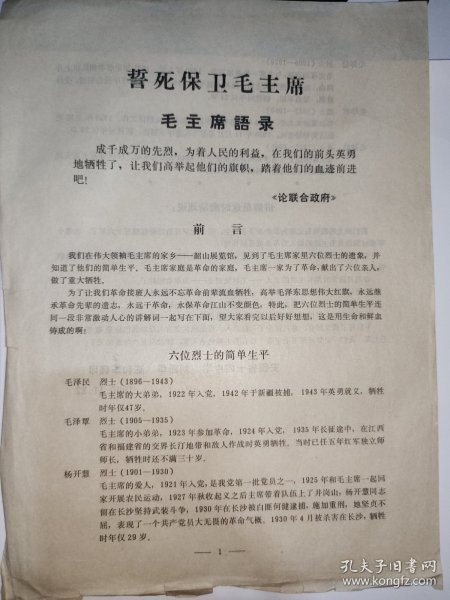 誓死保卫毛主席
毛主席語录
成千成万的先烈，为着人民的利益，在我们的前头英勇
地牺牲了，让我们高举起他们的旗帜，踏着他们的血迹前进
吧！
《论联合政府》
前言
我们在伟大领袖毛主席的家乡——韶山展览馆，见到了毛主席家里六位烈士的遗象，并
知道了他们的简单生平，毛主席家庭是革命的家庭，毛主席一家为了革命，献出了六位亲人，
做了重大牺牲。
为了让我们革命接班人永远不忘革命前辈流血牺牲，高举毛泽东思想伟大红旗，永远继
承革命先辈的遗志，永远干革命，永保革命江山不变颜色，特此，把六位烈士的简单生平连
同一段非常激动人心的讲解词一起写在下面，望大家看完以后好好想想，这是用生命和鲜血
铸成的啊！
六位烈士的简单生平
毛泽民 烈士（1896—1943）
毛主席的大弟弟，1922年入党，1942年于新疆被捕，1943年英勇就义，牺牲
时年仅47岁。
毛泽覃 烈士（1905—1935）
毛主席的小弟弟，1923年参加革命，1924年入党，1935年长征途中，在江西
省和福建省的交界长汀地带和敌人作战时英勇牺牲。当时已任五年红军独立师
师长，牺牲时还不满三十岁。
杨开慧 烈士（1901—1930）
毛主席的爱人，1921年入党，是我党第一批党员之一，1925年和毛主席一起回
家开展农民运动，1927年秋收起义之后主席带着队伍上了井岗山，杨开慧同志
留在长沙坚持武装斗争，1930年在长沙被白匪何健逮捕，施加重刑，她坚贞不
屈，表现了一个共产党员大无畏的革命气概。1930年4月被杀害在长沙，牺牲
时年仅29岁。
— 1 —
孔夫子旧书网
www.kongfz.com